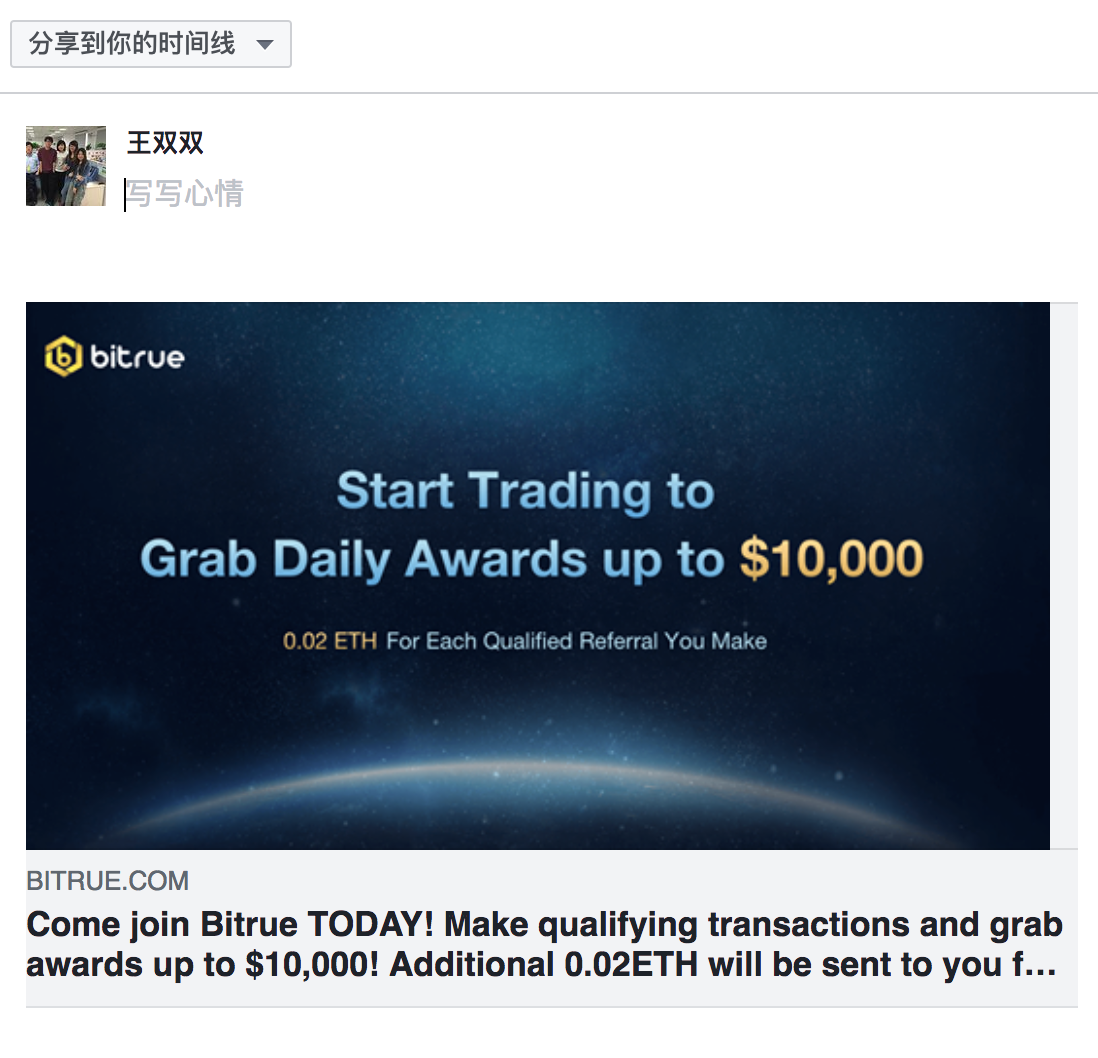 分享到你的时间线
王双双
写写心情
bitrue
Start Trading to
Grab Daily Awards up to $10,000
0.02 ETH For Each Qualified Referral You Make
BITRUE.COM
Come join Bitrue TODAY! Make qualifying transactions and grab
awards up to $10,000! Additional 0.02ETH will be sent to you f...